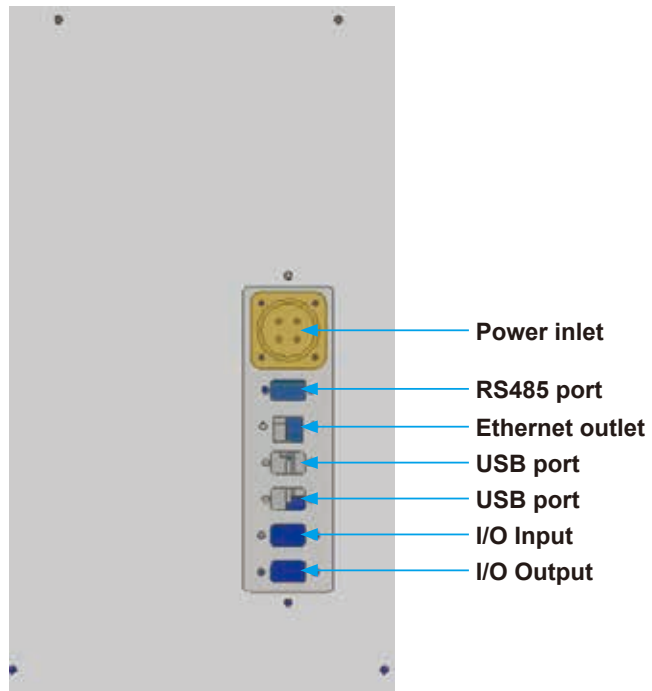 Power inlet
RS485 port
Ethernet outlet
USB port
USB port
I/O Input
I/O Output